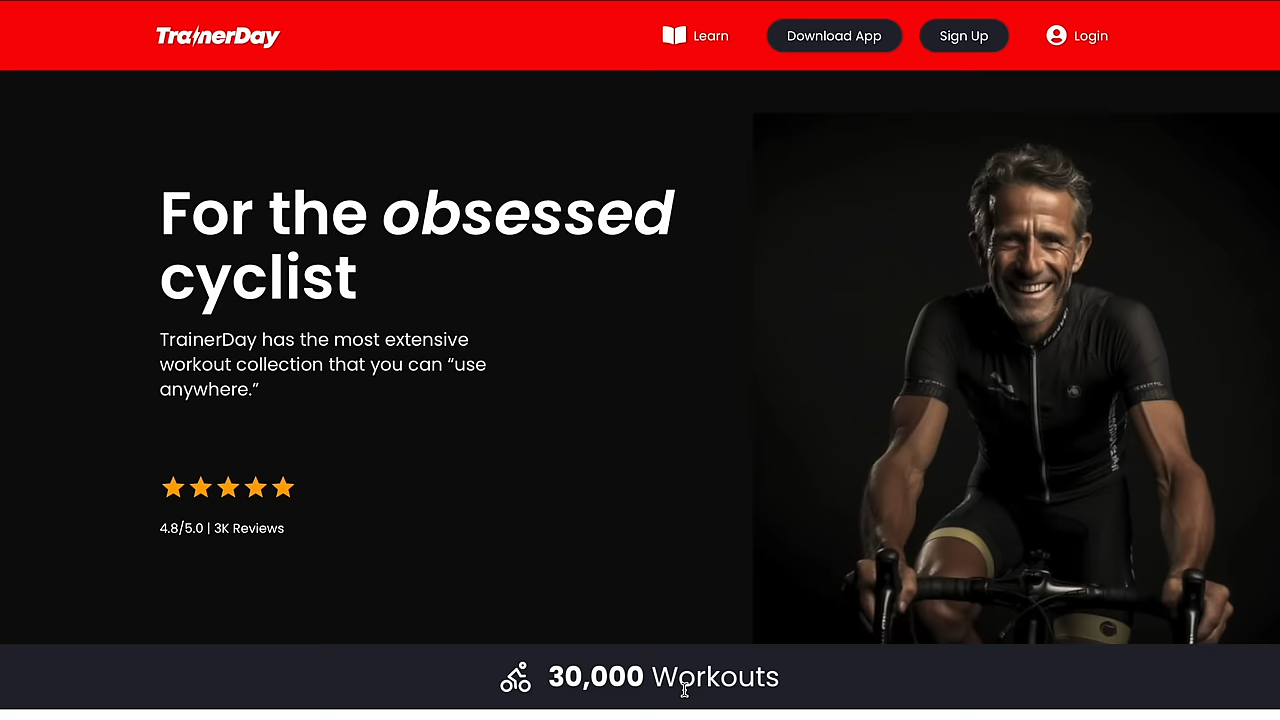 TrainerDay
Learn
Download App
Sign Up
Login
For the obsessed
cyclist
TrainerDay has the most extensive
workout collection that you can “use
anywhere.”
4.8/5.0 | 3K Reviews
30,000 Workouts